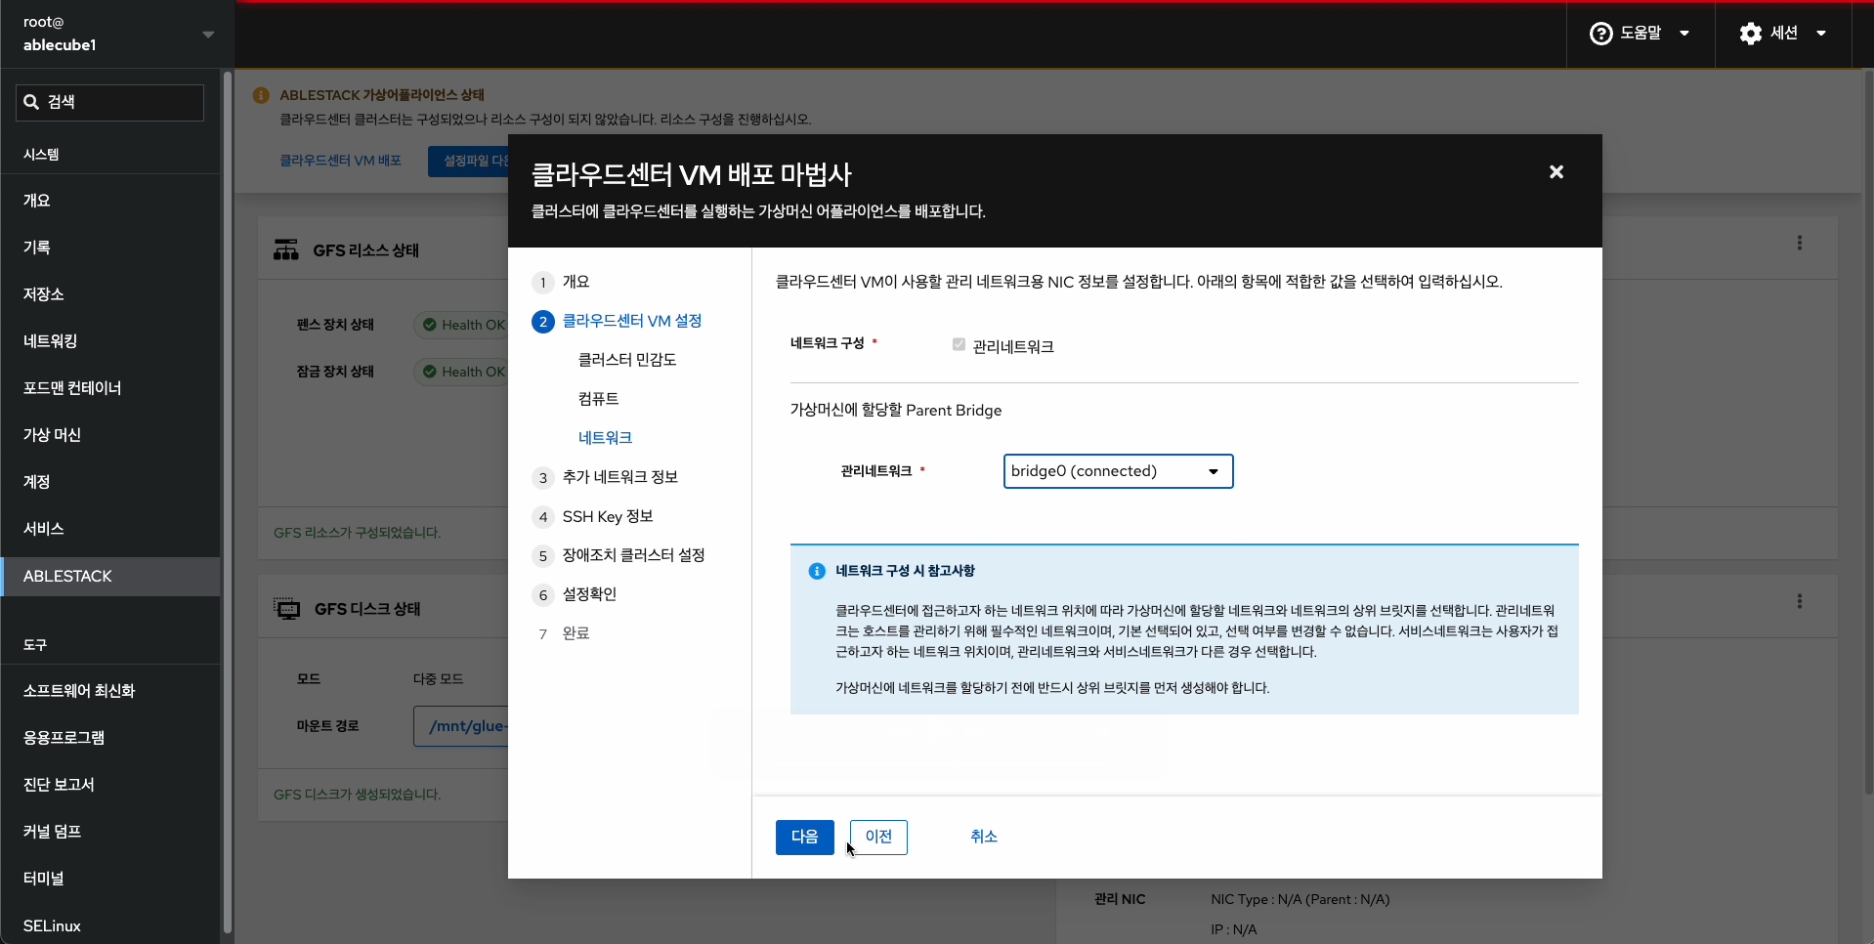 root@
ablecube1
도움말
세션
검색
시스템
개요
기록
저장소
네트워킹
포드맨 컨테이너
가상 머신
계정
서비스
ABLESTACK
도구
소프트웨어 최신화
응용프로그램
진단 보고서
커널 덤프
터미널
SELinux
ABLESTACK 가상어플라이언스 상태
클라우드센터 클러스터는 구성되었으나 리소스 구성이 되지 않았습니다. 리소스 구성을 진행하십시오.
클라우드센터 VM 배포
설정파일
GFS 리소스 상태
펜스 장치 상태
Health OK
잠금 장치 상태
Health OK
GFS 리소스가 구성되었습니다.
GFS 디스크 상태
모드
다중 모드
마운트 경로
/mnt/glue-
GFS 디스크가 생성되었습니다.
클라우드센터 VM 배포 마법사
클러스터에 클라우드센터를 실행하는 가상머신 어플라이언스를 배포합니다.
1 개요
2 클라우드센터 VM 설정
클러스터 민감도
컴퓨트
네트워크
3 추가 네트워크 정보
4 SSH Key 정보
5 장애조치 클러스터 설정
6 설정확인
7 완료
클라우드센터 VM이 사용할 관리 네트워크용 NIC 정보를 설정합니다. 아래의 항목에 적합한 값을 선택하여 입력하십시오.
네트워크 구성 *
관리네트워크
가상머신에 할당할 Parent Bridge
관리네트워크 *
bridge0 (connected)
네트워크 구성 시 참고사항
클라우드센터에 접근하고자 하는 네트워크 위치에 따라 가상머신에 할당할 네트워크와 네트워크의 상위 브릿지를 선택합니다. 관리네트워
크는 호스트를 관리하기 위해 필수적인 네트워크이며, 기본 선택되어 있고, 선택 여부를 변경할 수 없습니다. 서비스네트워크는 사용자가 접
근하고자 하는 네트워크 위치이며, 관리네트워크와 서비스네트워크가 다른 경우 선택합니다.
가상머신에 네트워크를 할당하기 전에 반드시 상위 브릿지를 먼저 생성해야 합니다.
다음
이전
취소
관리 NIC
NIC Type : N/A (Parent : N/A)
IP : N/A